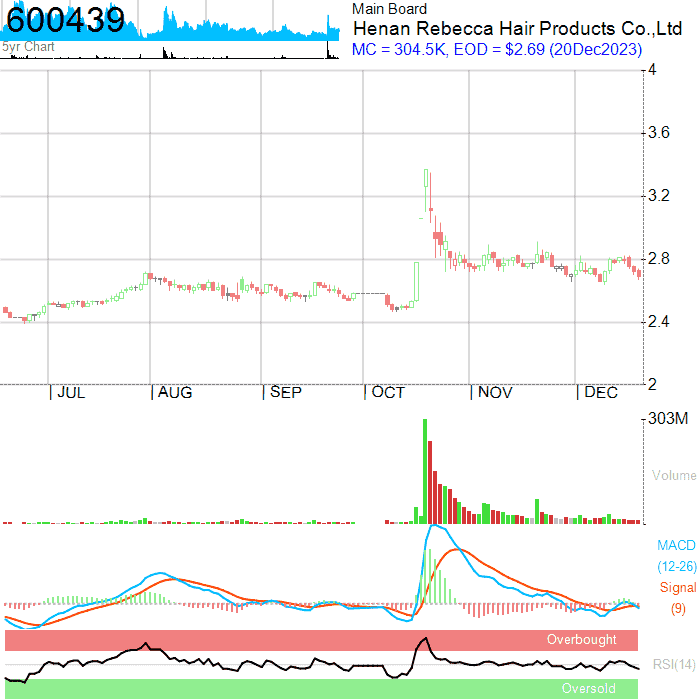 600439
5yr Chart
Main Board
Henan Rebecca Hair Products Co.,Ltd
MC = 304.5K, EOD = $2.69 (20Dec2023)
4
3.6
3.2
2.8
2.4
2
JUL AUG SEP OCT NOV DEC
303M
Volume
MACD
(12-26)
Signal
(9)
Overbought
RSI(14)
Oversold